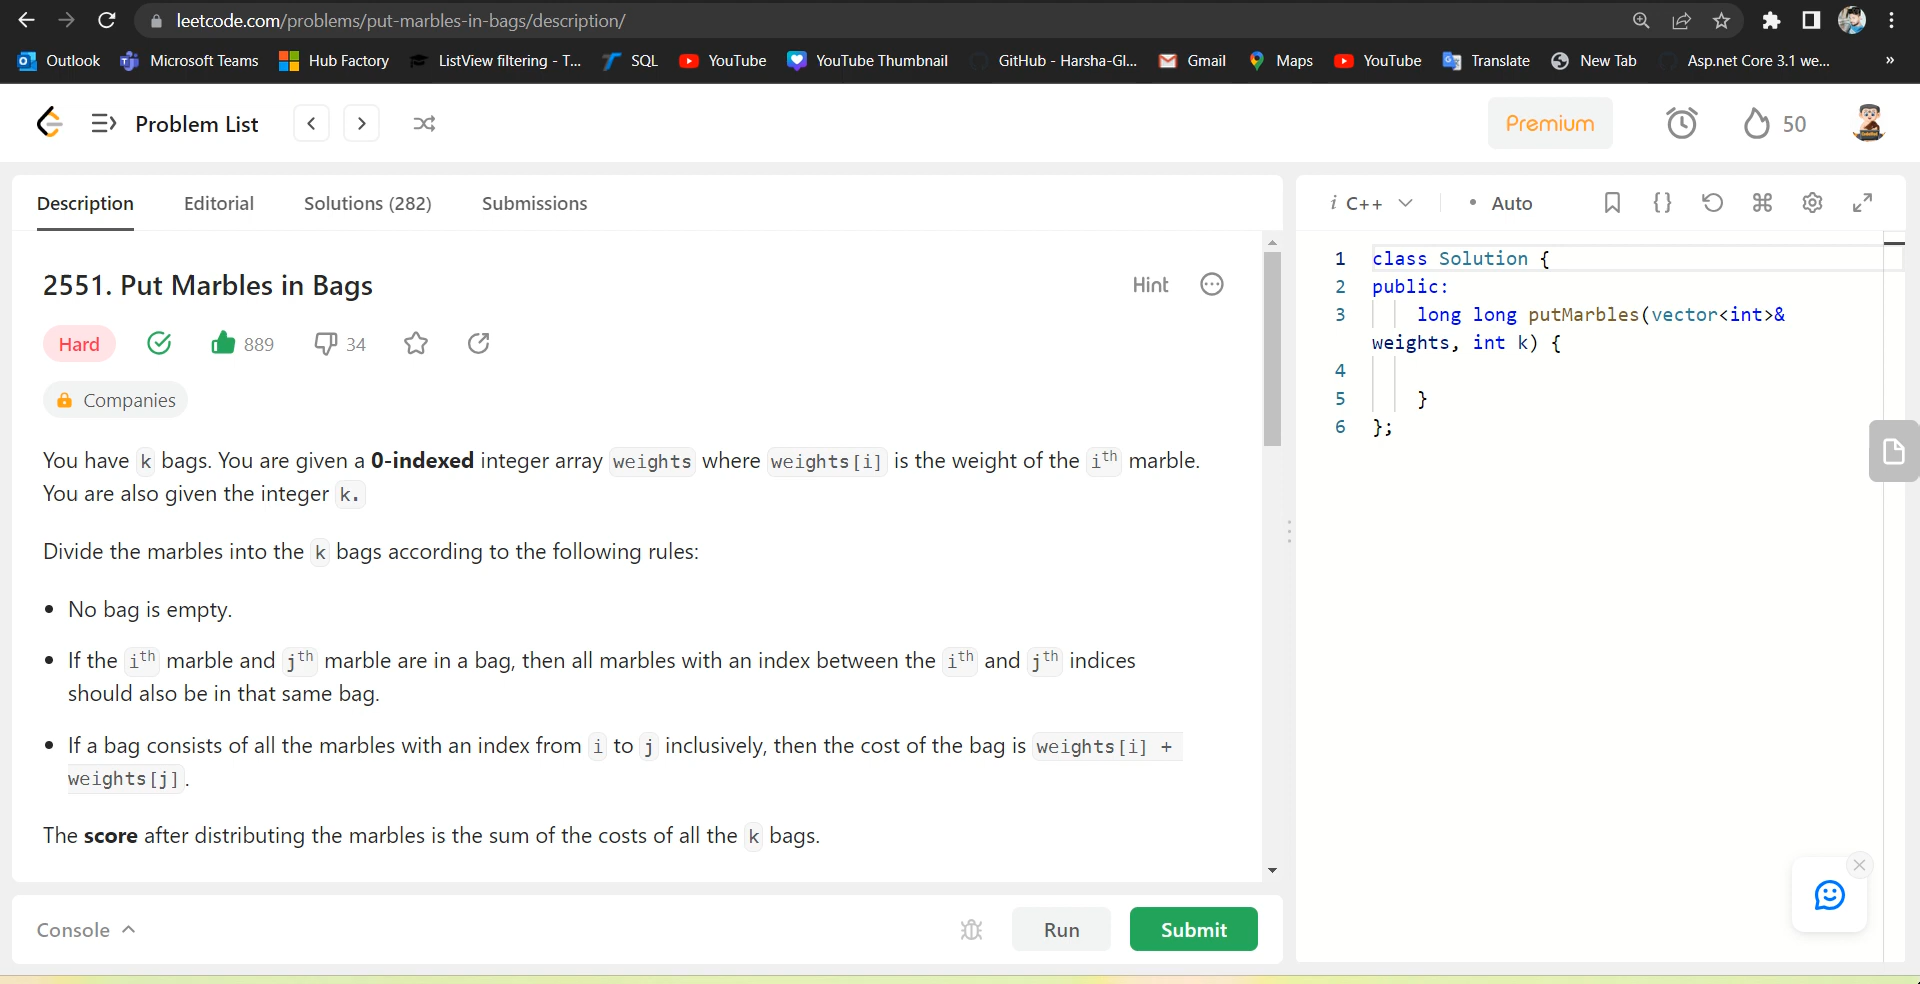 leetcode.com/problems/put-marbles-in-bags/description/
Outlook Microsoft Teams Hub Factory ListView filtering - T... SQL YouTube YouTube Thumbnail GitHub - Harsha-Gl... Gmail Maps YouTube Translate New Tab Asp.net Core 3.1 we... »
Problem List
Premium
50
Description Editorial Solutions (282) Submissions
2551. Put Marbles in Bags
Hint
Hard 889 34
Companies
You have k bags. You are given a 0-indexed integer array weights where weights[i] is the weight of the ith marble.
You are also given the integer k.
Divide the marbles into the k bags according to the following rules:
• No bag is empty.
• If the ith marble and jth marble are in a bag, then all marbles with an index between the ith and jth indices
should also be in that same bag.
• If a bag consists of all the marbles with an index from i to j inclusively, then the cost of the bag is weights[i] +
weights[j].
The score after distributing the marbles is the sum of the costs of all the k bags.
Console
Run
Submit
i C++ • Auto
1 class Solution {
2 public:
3 long long putMarbles(vector<int>&
weights, int k) {
4
5 }
6 };